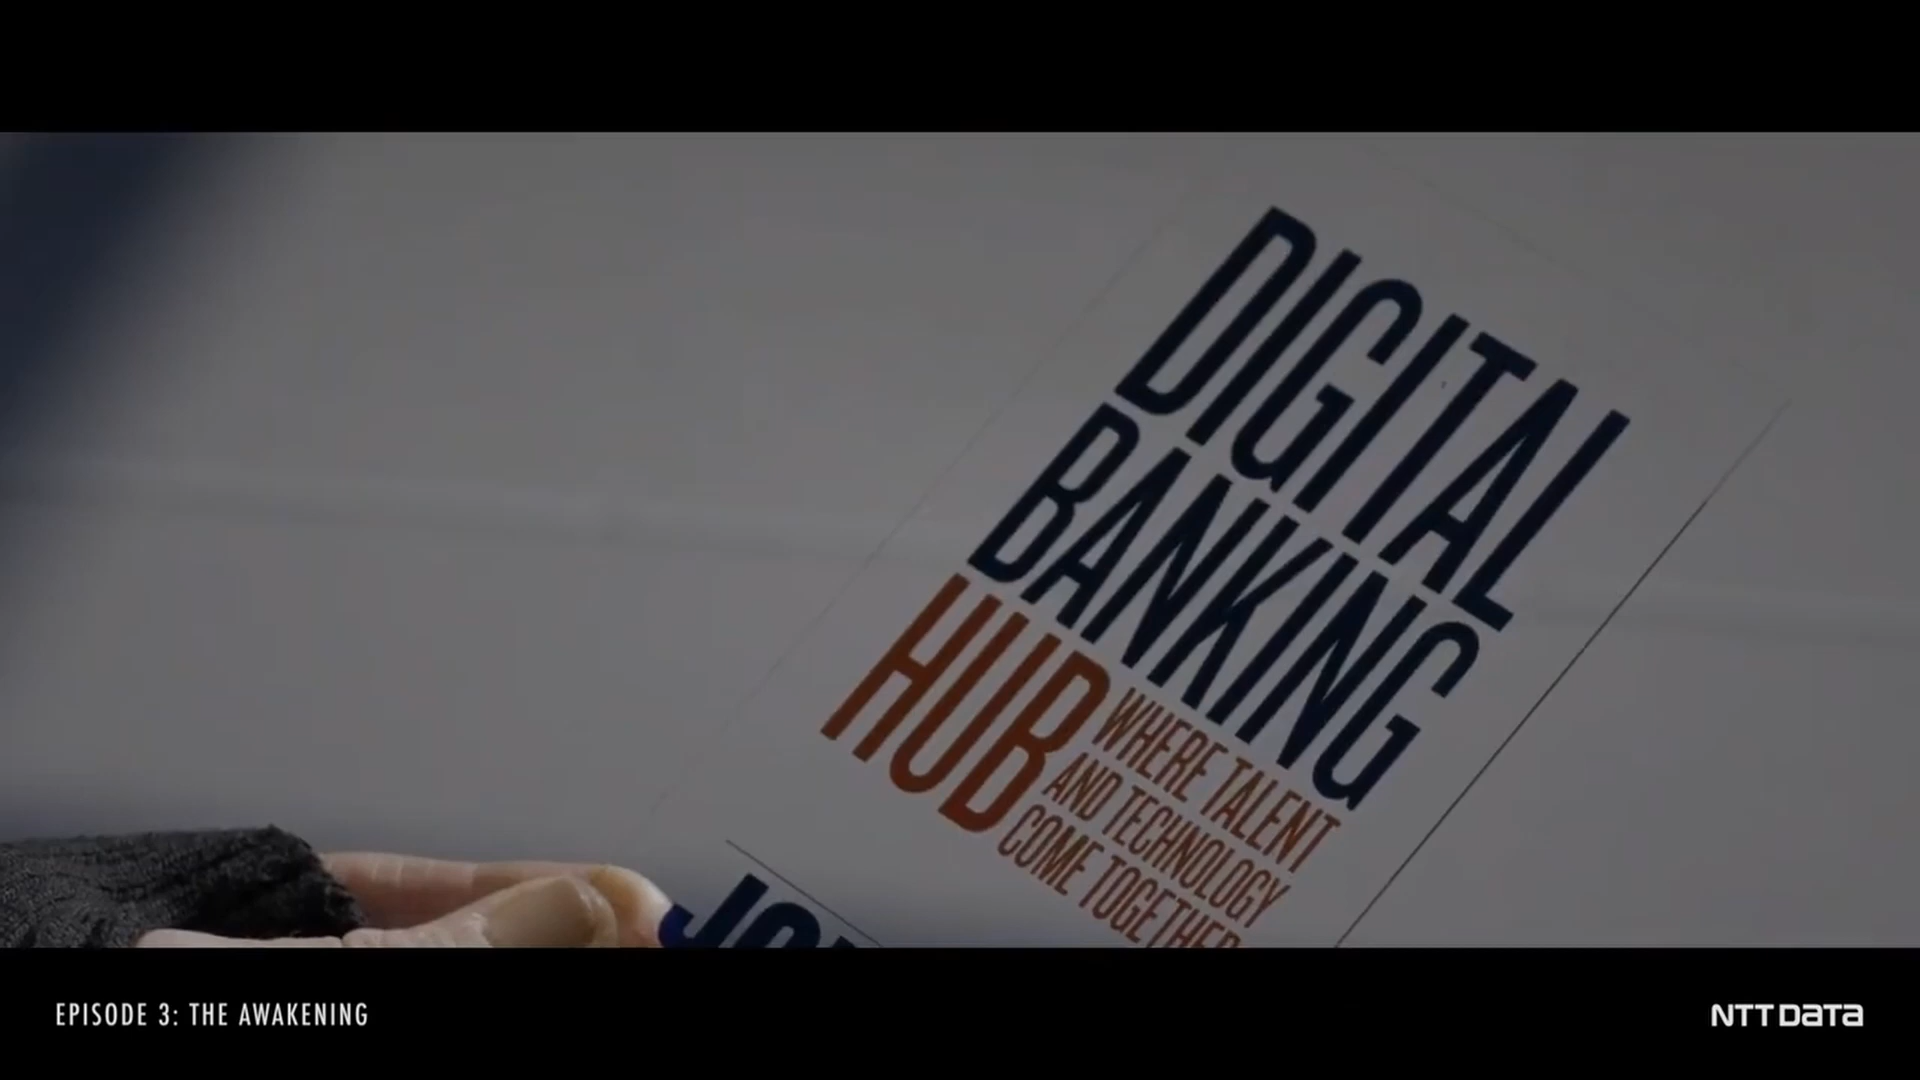 DIGITAL
BANKING
HUB
WHERE TALENT
AND TECHNOLOGY
COME TOGETHER
EPISODE 3: THE AWAKENING
NTT DATA